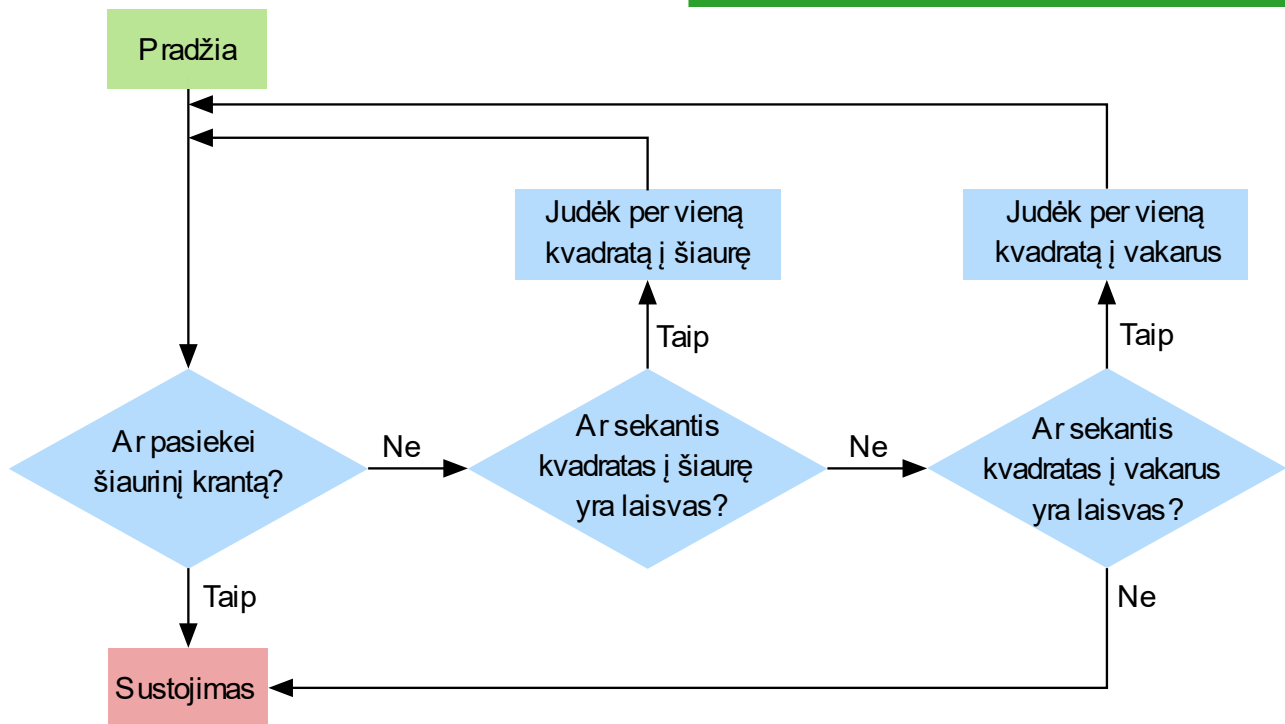 Pradžia
Judėk per vieną
kvadratą į šiaurę
Judėk per vieną
kvadratą į vakarus
Taip
Taip
Ar pasiekei
šiaurinį krantą?
Ne
Ar sekantis
kvadratas į šiaurę
yra laisvas?
Ne
Ar sekantis
kvadratas į vakarus
yra laisvas?
Taip
Ne
Sustojimas